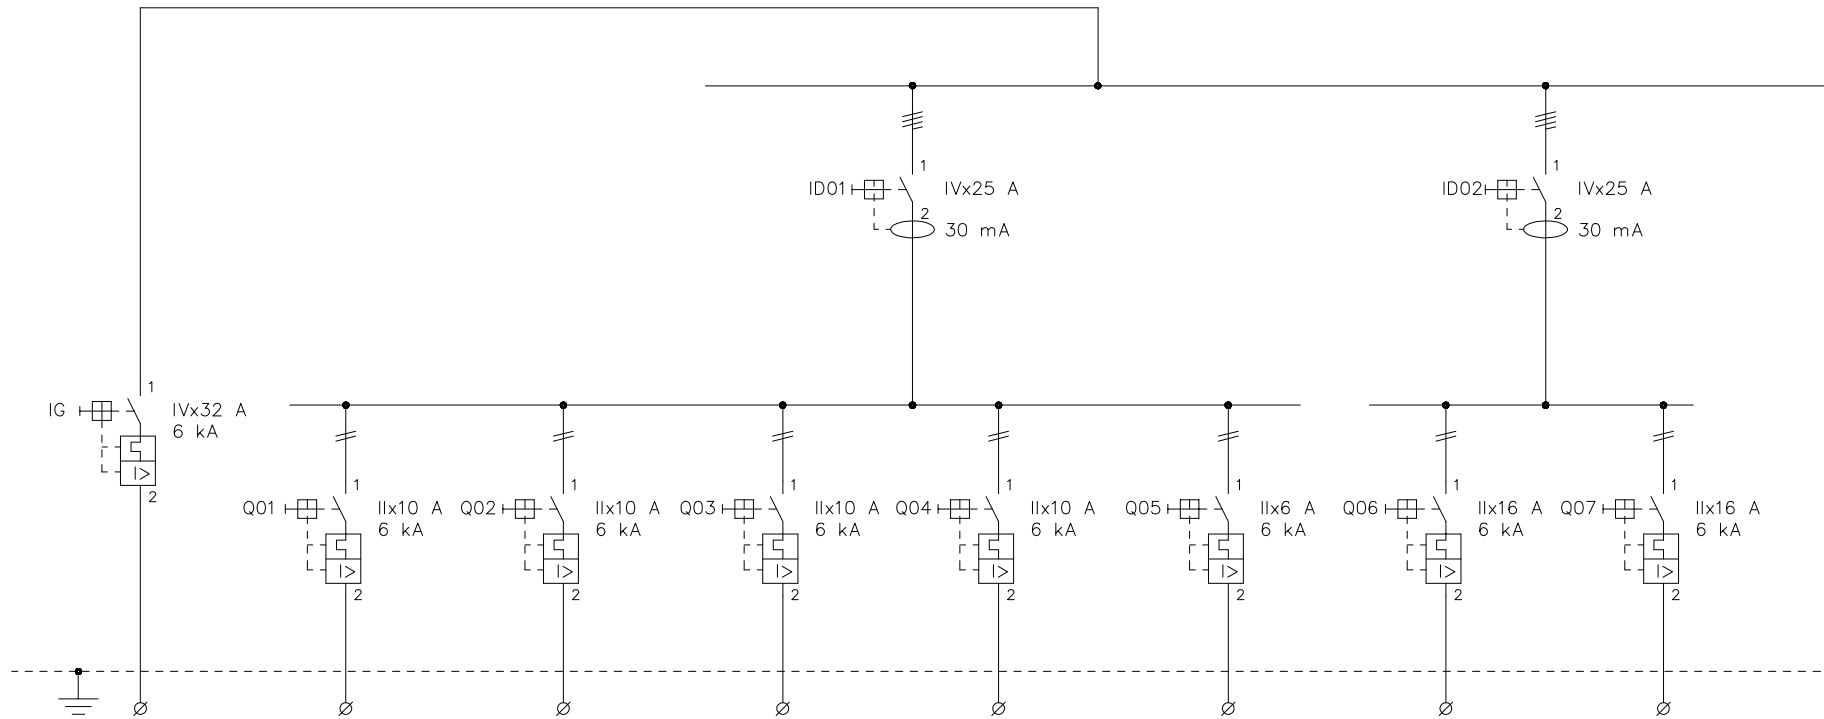 1
1
ID01
IVx25 A
ID02
IVx25 A
2
2
30 mA
30 mA
1
IG
IVx32 A
6 kA
I>
2
1
1
1
1
1
1
1
Q01
IIx10 A
Q02
IIx10 A
Q03
IIx10 A
Q04
IIx10 A
Q05
IIx6 A
Q06
IIx16 A
Q07
IIx16 A
6 kA
6 kA
6 kA
6 kA
6 kA
6 kA
6 kA
I>
I>
I>
I>
I>
I>
I>
2
2
2
2
2
2
2